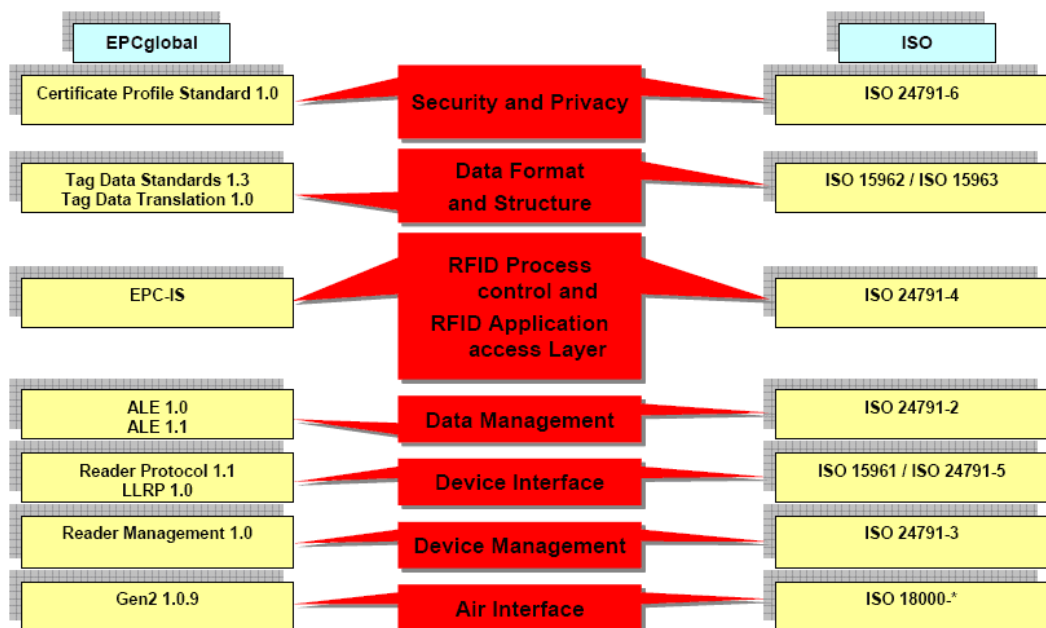 EPCglobal
ISO
Certificate Profile Standard 1.0
Security and Privacy
ISO 24791-6
Tag Data Standards 1.3
Tag Data Translation 1.0
Data Format
and Structure
ISO 15962 / ISO 15963
EPC-IS
RFID Process
control and
RFID Application
access Layer
ISO 24791-4
ALE 1.0
ALE 1.1
Data Management
ISO 24791-2
Reader Protocol 1.1
LLRP 1.0
Device Interface
ISO 15961 / ISO 24791-5
Reader Management 1.0
Device Management
ISO 24791-3
Gen2 1.0.9
Air Interface
ISO 18000-*